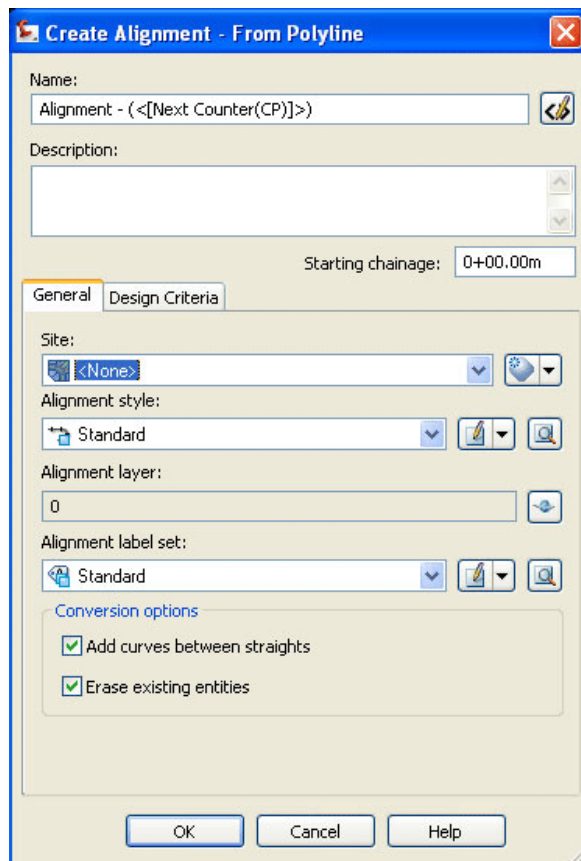 Create Alignment - From Polyline
Name:
Alignment - (<[Next Counter(CP)]>)
Description:
Starting chainage: 0+00.00m
General Design Criteria
Site:
<None>
Alignment style:
Standard
Alignment layer:
0
Alignment label set:
Standard
Conversion options
Add curves between straights
Erase existing entities
OK Cancel Help